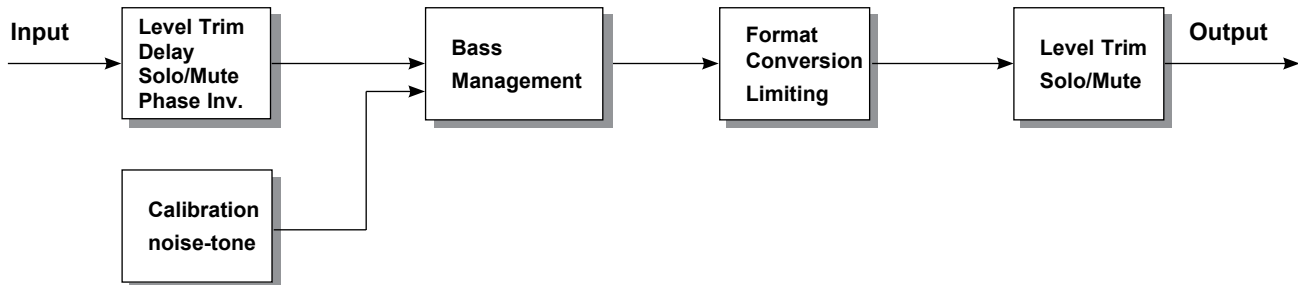 Input
Level Trim
Delay
Solo/Mute
Phase Inv.
Bass
Management
Format
Conversion
Limiting
Level Trim
Solo/Mute
Output
Calibration
noise-tone